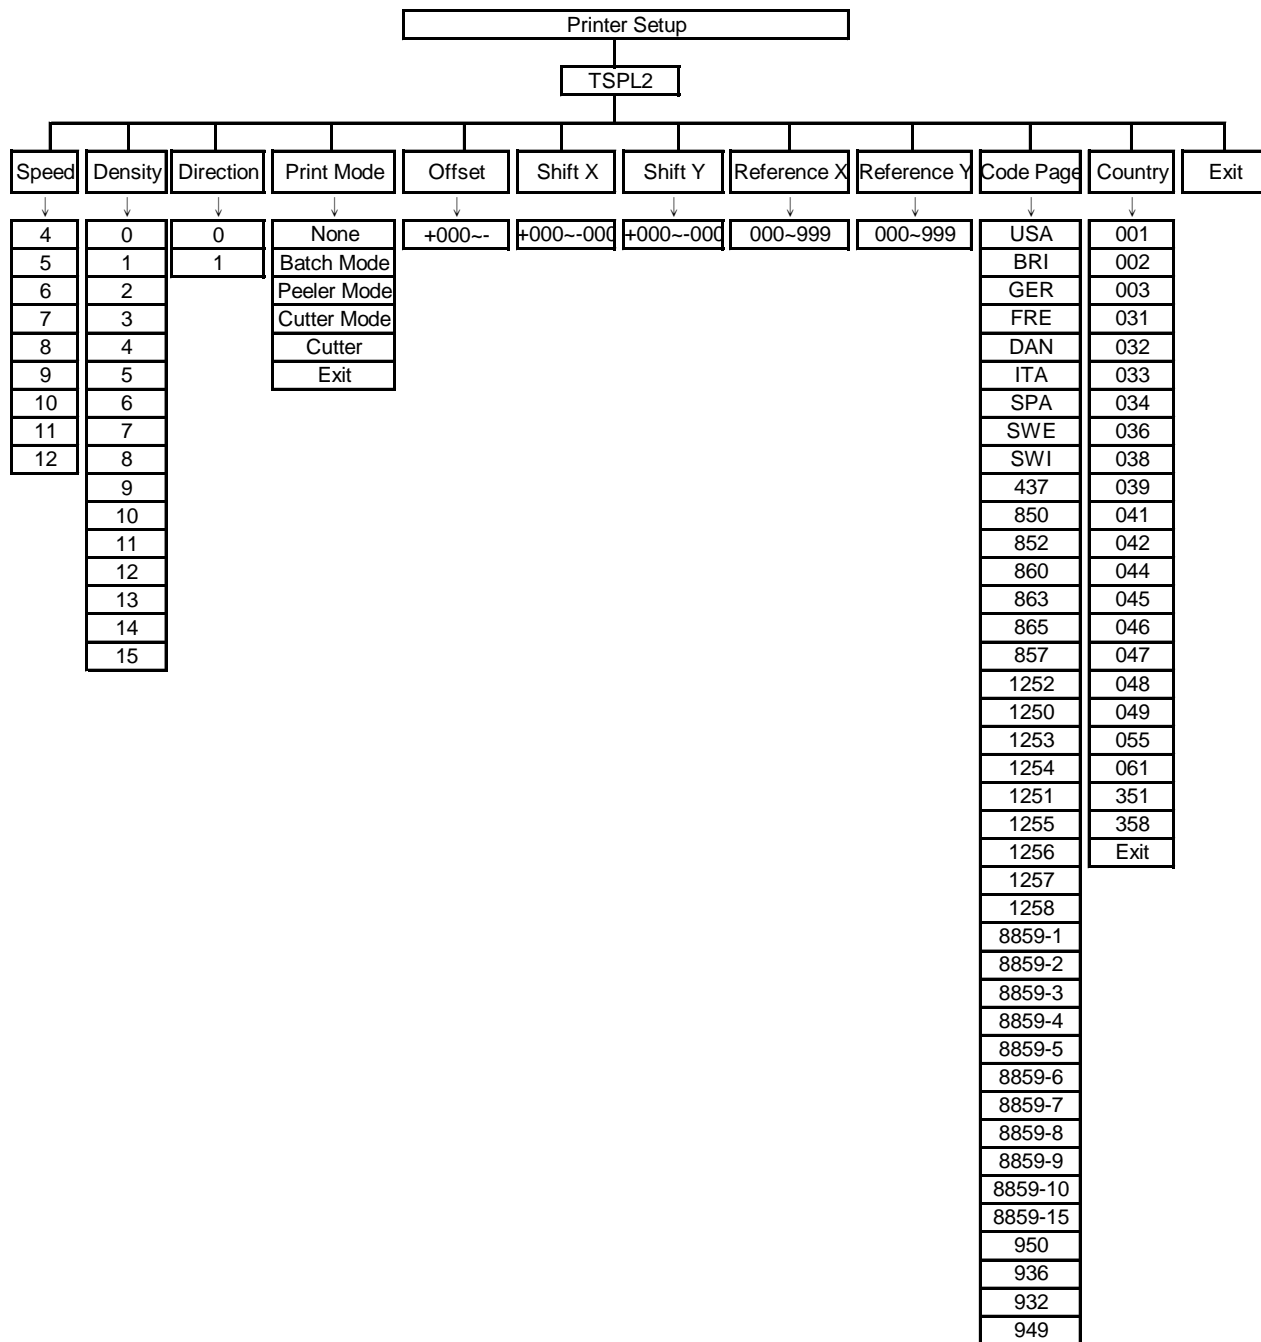 Printer Setup
TSPL2
Speed Density Direction Print Mode Offset Shift X Shift Y Reference X Reference Y Code Page Country Exit
4 0 0 None +000~- +000~-000 +000~-000 000~999 000~999 USA 001
5 1 1 Batch Mode BRI 002
6 2 Peeler Mode GER 003
7 3 Cutter Mode FRE 031
8 4 Cutter DAN 032
9 5 Exit ITA 033
10 6 SPA 034
11 7 SWE 036
12 8 SWI 038
9 437 039
10 850 041
11 852 042
12 860 044
13 863 045
14 865 046
15 857 047
1252 048
1250 049
1253 055
1254 061
1251 351
1255 358
1256 Exit
1257
1258
8859-1
8859-2
8859-3
8859-4
8859-5
8859-6
8859-7
8859-8
8859-9
8859-10
8859-15
950
936
932
949